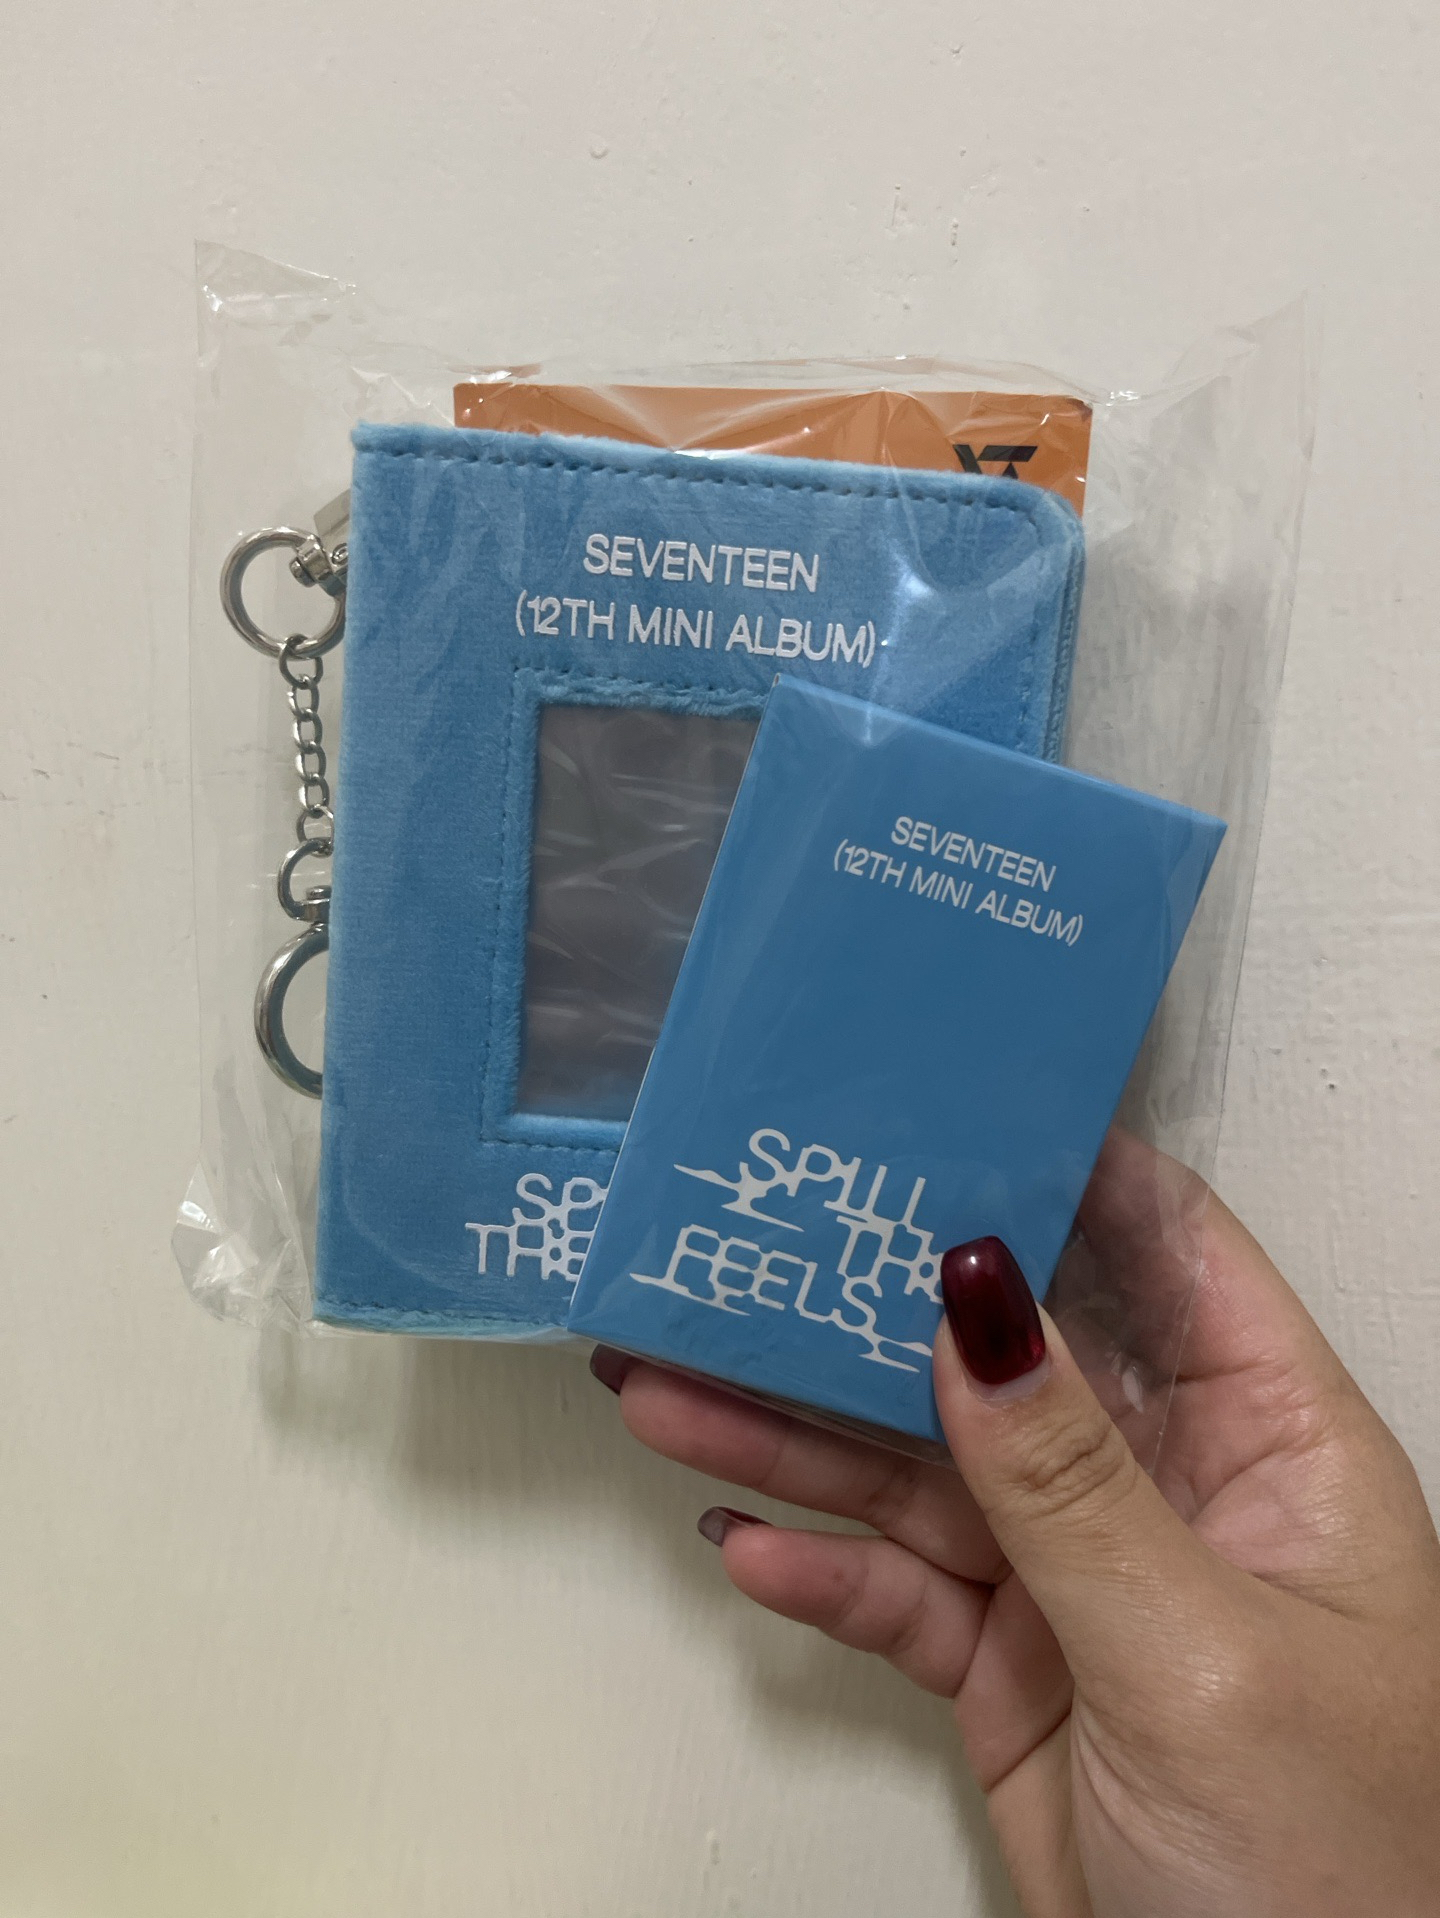 SEVENTEEN
(12TH MINI ALBUM)
SEVENTEEN
(12TH MINI ALBUM)
SPILL
THE
FEELS